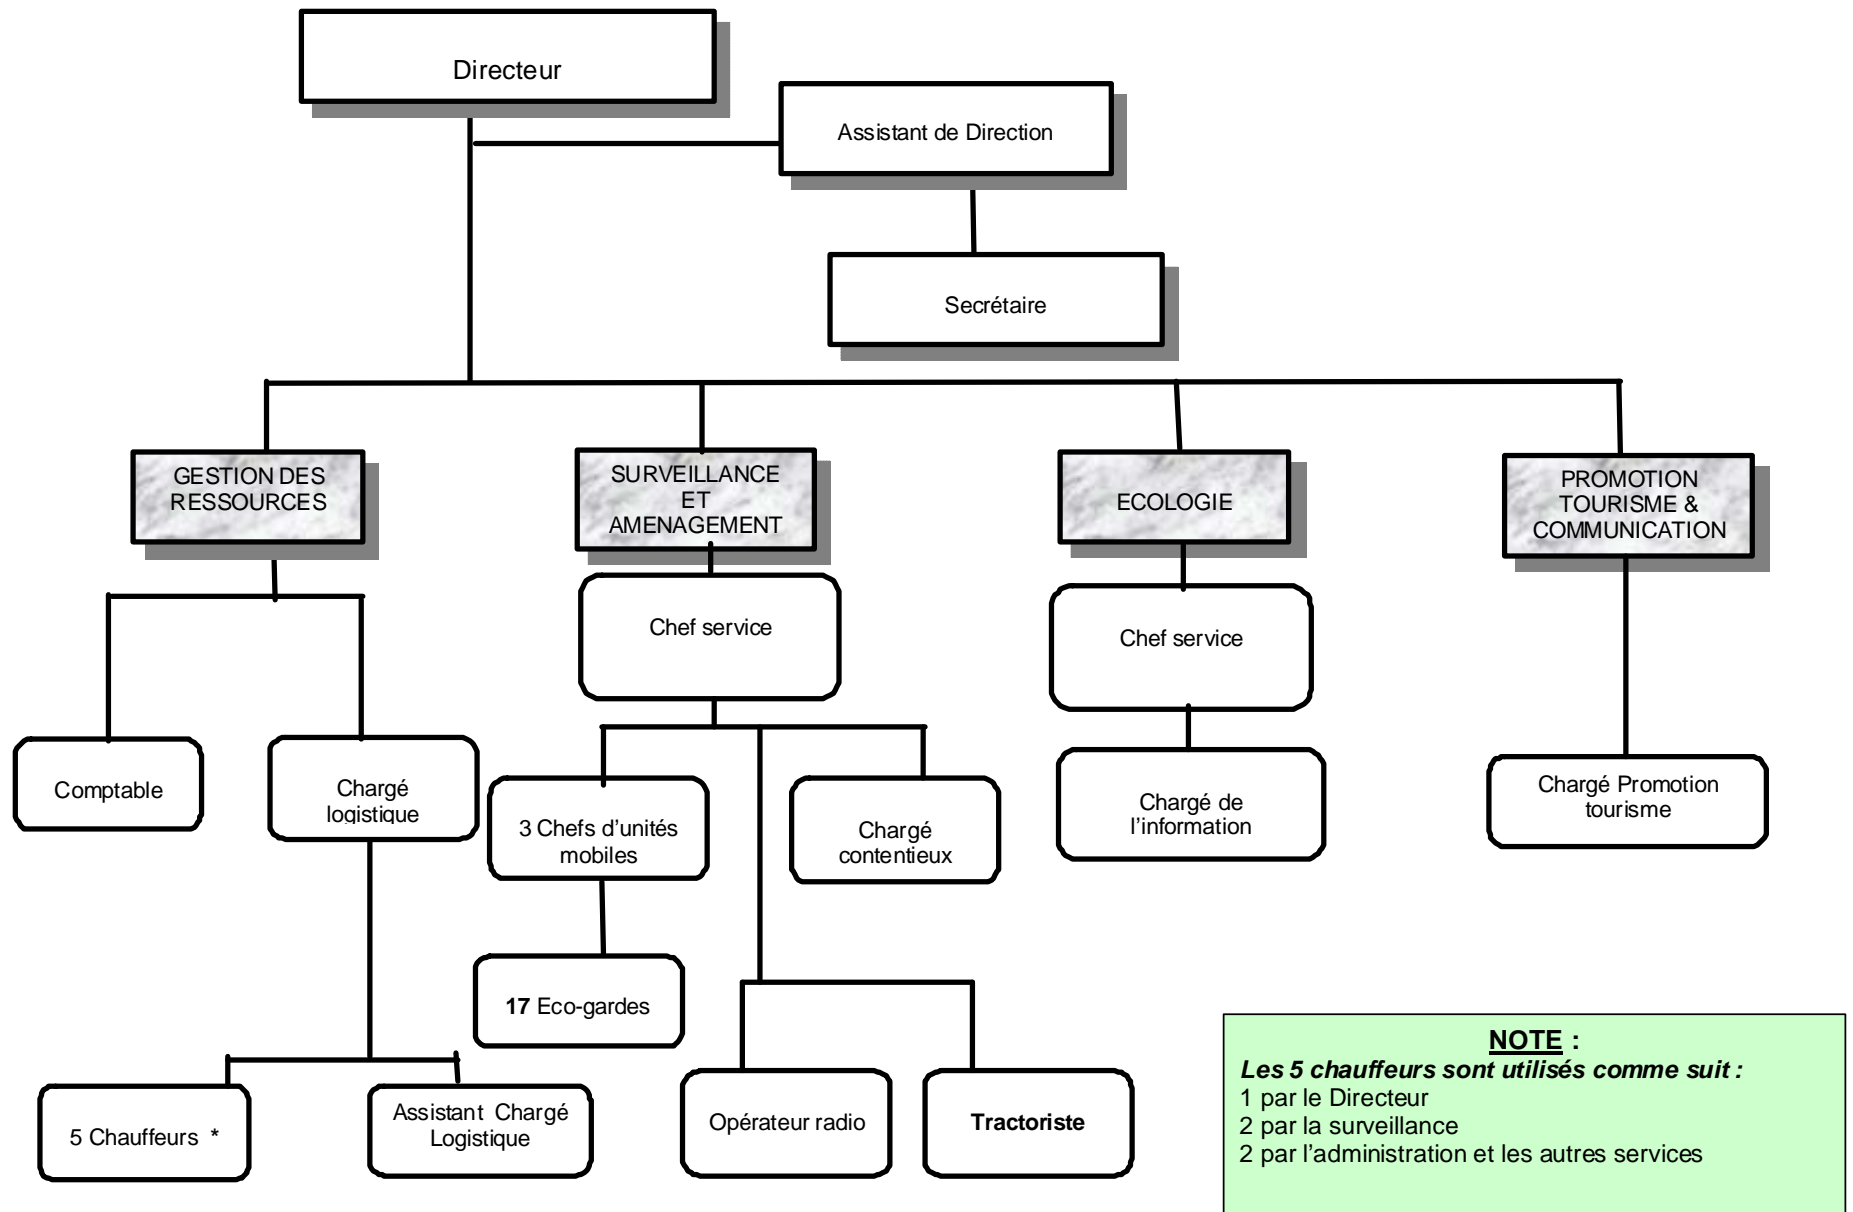 Directeur
Assistant de Direction
Secrétaire
GESTION DES
RESSOURCES
SURVEILLANCE
ET
AMENAGEMENT
ECOLOGIE
PROMOTION
TOURISME &
COMMUNICATION
Chef service
Chef service
Comptable
Chargé
logistique
3 Chefs d’unités
mobiles
Chargé
contentieux
Chargé de
l’information
Chargé Promotion
tourisme
17 Eco-gardes
5 Chauffeurs *
Assistant Chargé
Logistique
Opérateur radio
Tractoriste
NOTE :
Les 5 chauffeurs sont utilisés comme suit :
1 par le Directeur
2 par la surveillance
2 par l’administration et les autres services